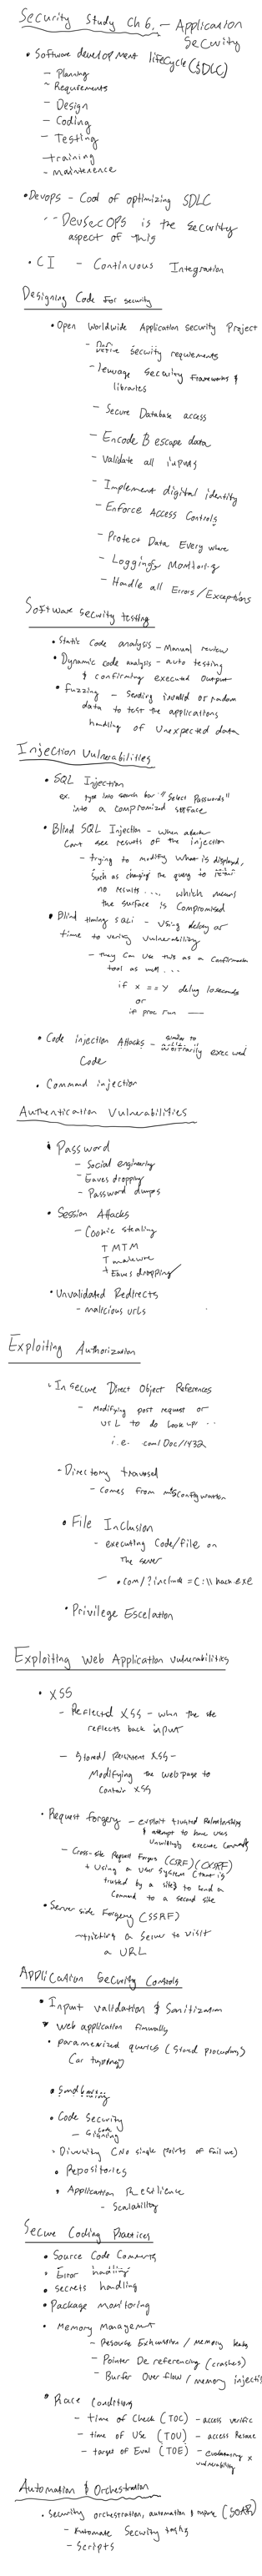 Security Study Ch 6. - Application
Security
• Software development lifecycle (SDLC)
- Planning
- Requirements
- Design
- Coding
- Testing
- training
- maintenence
• Devops - Cool of optimizing SDLC
-- DevSecOPS is the security
aspect of this
• CI - Continuous Integration
Designing Code for security
• Open Worldwide Application security Project
- Define security requirements
- leverage security frameworks &
libraries
- Secure Database access
- Encode & escape data
- Validate all inputs
- Implement digital identity
- Enforce Access Controls
- Protect Data Everywhere
- Logging & Monitoring
- Handle all Errors/Exceptions
Software security testing
• Static Code analysis - Manual review
• Dynamic code analysis - auto testing
& confirming executed output
• Fuzzing - Sending invalid or random
data to test the applications
handling of unexpected data
Injection Vulnerabilities
• SQL Injection
ex. type into search bar "Select Passwords"
into a compromized surface
• Blind SQL Injection - when attacker
cant see results of the injection
- trying to modify what is displayed,
such as changing the query to
no results .... which means
the surface is compromised
• Blind timing SQLi - Using delay or
time to verify vulnerability
- they can use this as a confirmation
tool as well ...
if x == Y delay 10seconds
or
if proc run ——
• Code injection Attacks - similar to
arbitrarily executed
Code
• Command injection
Authentication Vulnerabilities
• Password
- Social engineering
- Eaves dropping
- Password dumps
• Session Attacks
- Cookie stealing
+ MTM
+ malware
+ Eaves dropping
• Unvalidated Redirects
- malicious urls
Exploiting Authorization
• Insecure Direct Object References
- Modifying post request or
URL to do look up ..
i.e. com/Doc/1432
- Directory traversal
- comes from misconfiguration
• File Inclusion
- executing Code/file on
the server
- .com/?include=C:\\hack.exe
• Privilege Escelation
Exploiting Web Application Vulnerabilities
• XSS
- Reflected XSS - when the site
reflects back input
- Stored/Persistent XSS -
Modifying the webpage to
contain XSS
• Request forgery - exploit trusted Relationships
& attempt to have users
unwillingly execute commands
- Cross-site Request Forgery (CSRF) (XSRF)
+ Using a user system (that is
trusted by a site) to send a
command to a second site
• Server side Forgery (SSRF)
- tricking a server to visit
a URL
Application Security Controls
• Input validation & Sanitization
• Web application firewalls
• parameterized queries (Stored procedures)
• Sandboxing
• Code Security
- Code Signing
- Diversity (No single points of failure)
• Repositories
• Application Resilience
- Scalability
Secure Coding Practices
• Source Code Comments
• Error handling
• secrets handling
• Package monitoring
• Memory Management
- Resource Exhaustion / memory leaks
- Pointer De referencing (crashes)
- Buffer Over flow / memory injection
• Race Conditions
- time of Check (TOC) - access verific
- time of Use (TOU) - access Resource
- target of Eval (TOE) - evaluating x
vulnerability
Automation & Orchestration
• Security orchestration, automation & response (SOAR)
- Automate Security tasks
- Scripts